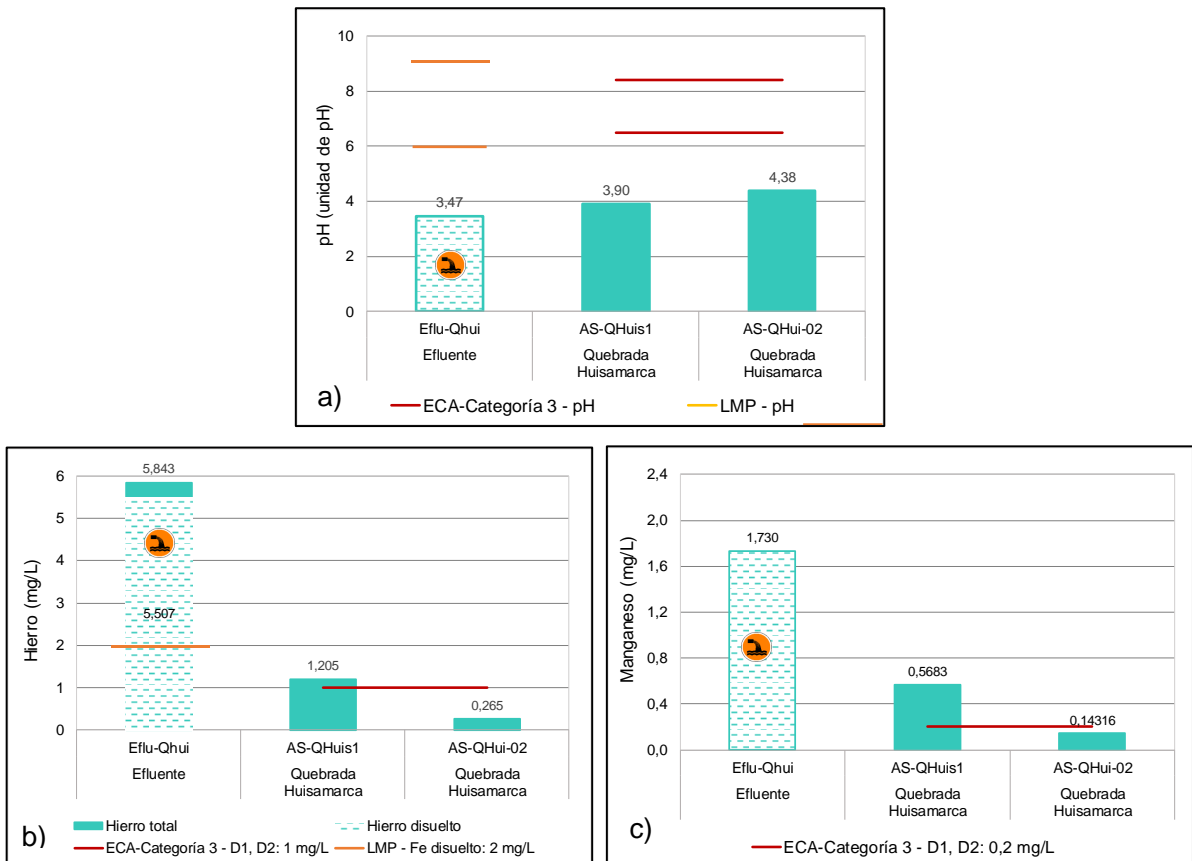 10
8
6
4
2
0
pH (unidad de pH)
3,47
3,90
4,38
Eflu-Qhui
AS-QHuis1
AS-QHui-02
Efluente
Quebrada
Huisamarca
Quebrada
Huisamarca
a)
ECA-Categoría 3 - pH
LMP - pH
6
5
4
3
2
1
0
Hierro (mg/L)
5,843
5,507
1,205
0,265
Eflu-Qhui
AS-QHuis1
AS-QHui-02
Efluente
Quebrada
Huisamarca
Quebrada
Huisamarca
b)
Hierro total
Hierro disuelto
ECA-Categoría 3 - D1, D2: 1 mg/L
LMP - Fe disuelto: 2 mg/L
2,4
2,0
1,6
1,2
0,8
0,4
0,0
Manganeso (mg/L)
1,730
0,5683
0,14316
Eflu-Qhui
AS-QHuis1
AS-QHui-02
Efluente
Quebrada
Huisamarca
Quebrada
Huisamarca
c)
ECA-Categoría 3 - D1, D2: 0,2 mg/L